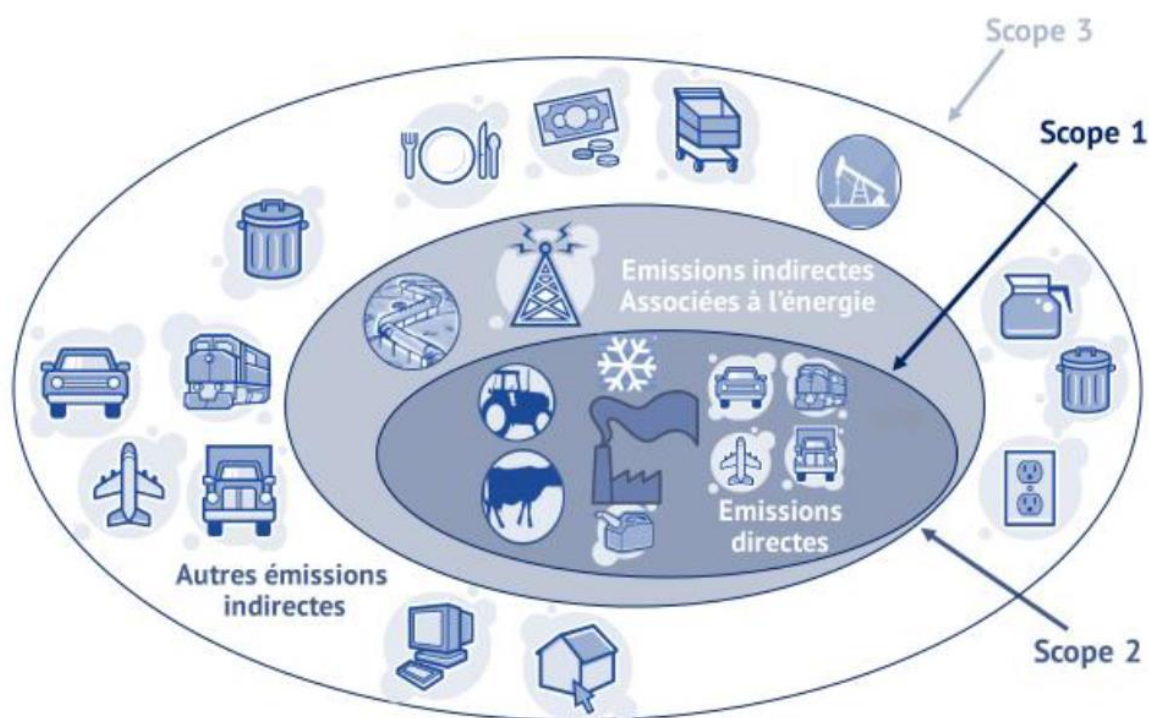 Scope 3
Scope 1
Emissions indirectes
Associées à l'énergie
Emissions
directes
Autres émissions
indirectes
Scope 2